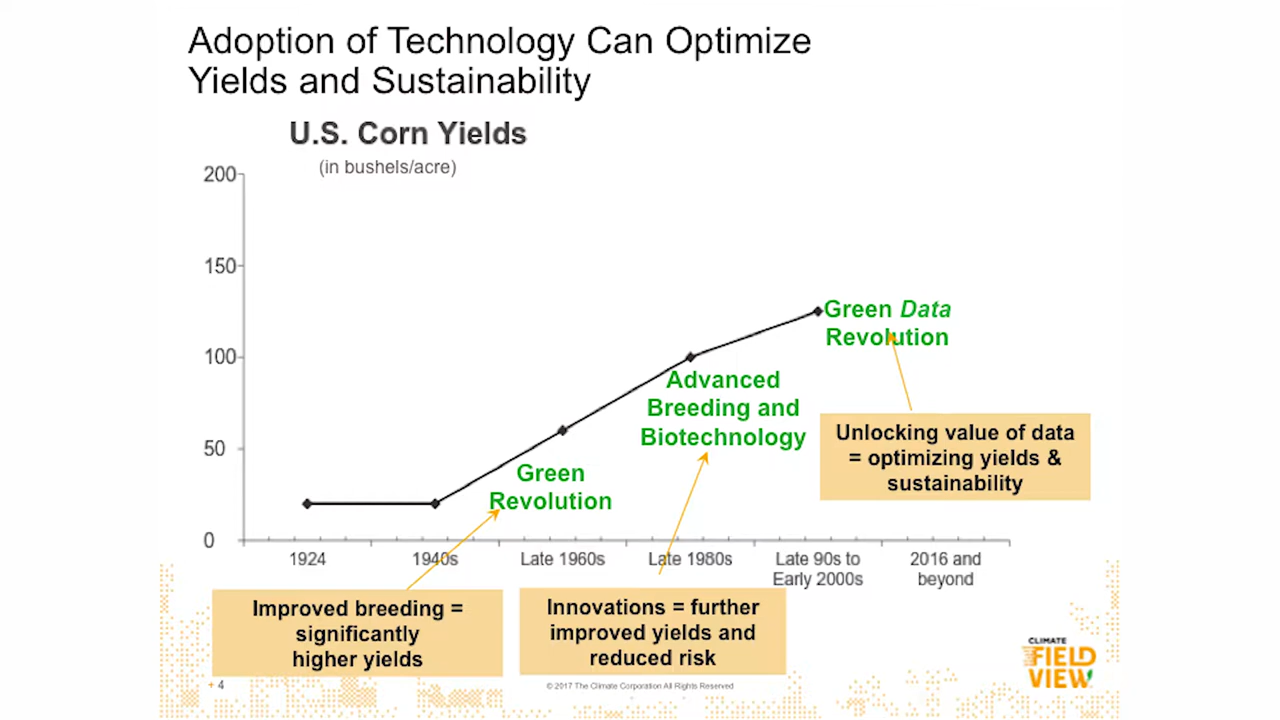 Adoption of Technology Can Optimize
Yields and Sustainability
U.S. Corn Yields
(in bushels/acre)
200
150
100
50
0
Green Data
Revolution
Advanced
Breeding and
Biotechnology
Unlocking value of data
= optimizing yields &
sustainability
Green
Revolution
1924
1940s
Late 1960s
Late 1980s
Late 90s to
Early 2000s
2016 and
beyond
Improved breeding =
significantly
higher yields
Innovations = further
improved yields and
reduced risk
CLIMATE
FIELD
VIEW
+ 4
© 2017 The Climate Corporation All Rights Reserved